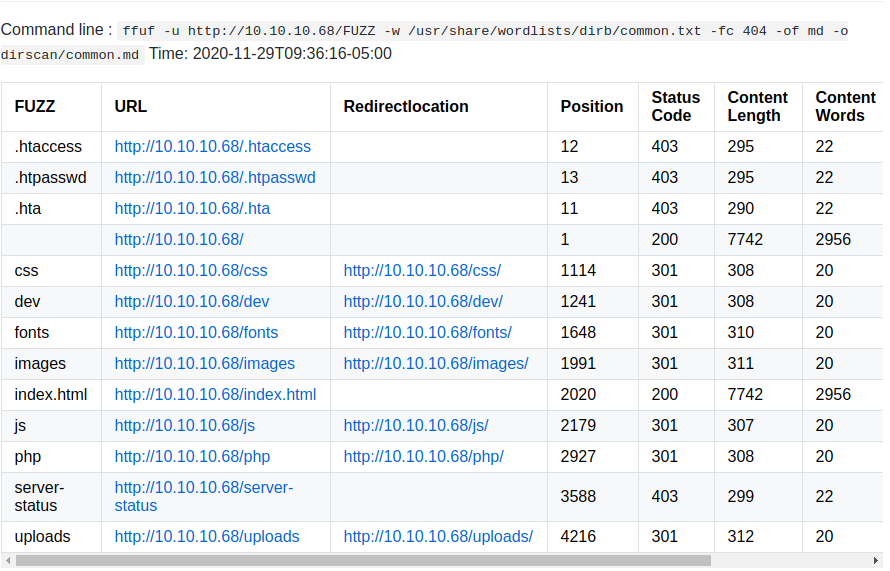 Command line : ffuf -u http://10.10.10.68/FUZZ -w /usr/share/wordlists/dirb/common.txt -fc 404 -of md -o
dirscan/common.md Time: 2020-11-29T09:36:16-05:00
FUZZ URL Redirectlocation Position Status Code Content Length Content Words
.htaccess http://10.10.10.68/.htaccess 12 403 295 22
.htpasswd http://10.10.10.68/.htpasswd 13 403 295 22
.hta http://10.10.10.68/.hta 11 403 290 22
http://10.10.10.68/ 1 200 7742 2956
css http://10.10.10.68/css http://10.10.10.68/css/ 1114 301 308 20
dev http://10.10.10.68/dev http://10.10.10.68/dev/ 1241 301 308 20
fonts http://10.10.10.68/fonts http://10.10.10.68/fonts/ 1648 301 310 20
images http://10.10.10.68/images http://10.10.10.68/images/ 1991 301 311 20
index.html http://10.10.10.68/index.html 2020 200 7742 2956
js http://10.10.10.68/js http://10.10.10.68/js/ 2179 301 307 20
php http://10.10.10.68/php http://10.10.10.68/php/ 2927 301 308 20
server-status http://10.10.10.68/server-status 3588 403 299 22
uploads http://10.10.10.68/uploads http://10.10.10.68/uploads/ 4216 301 312 20